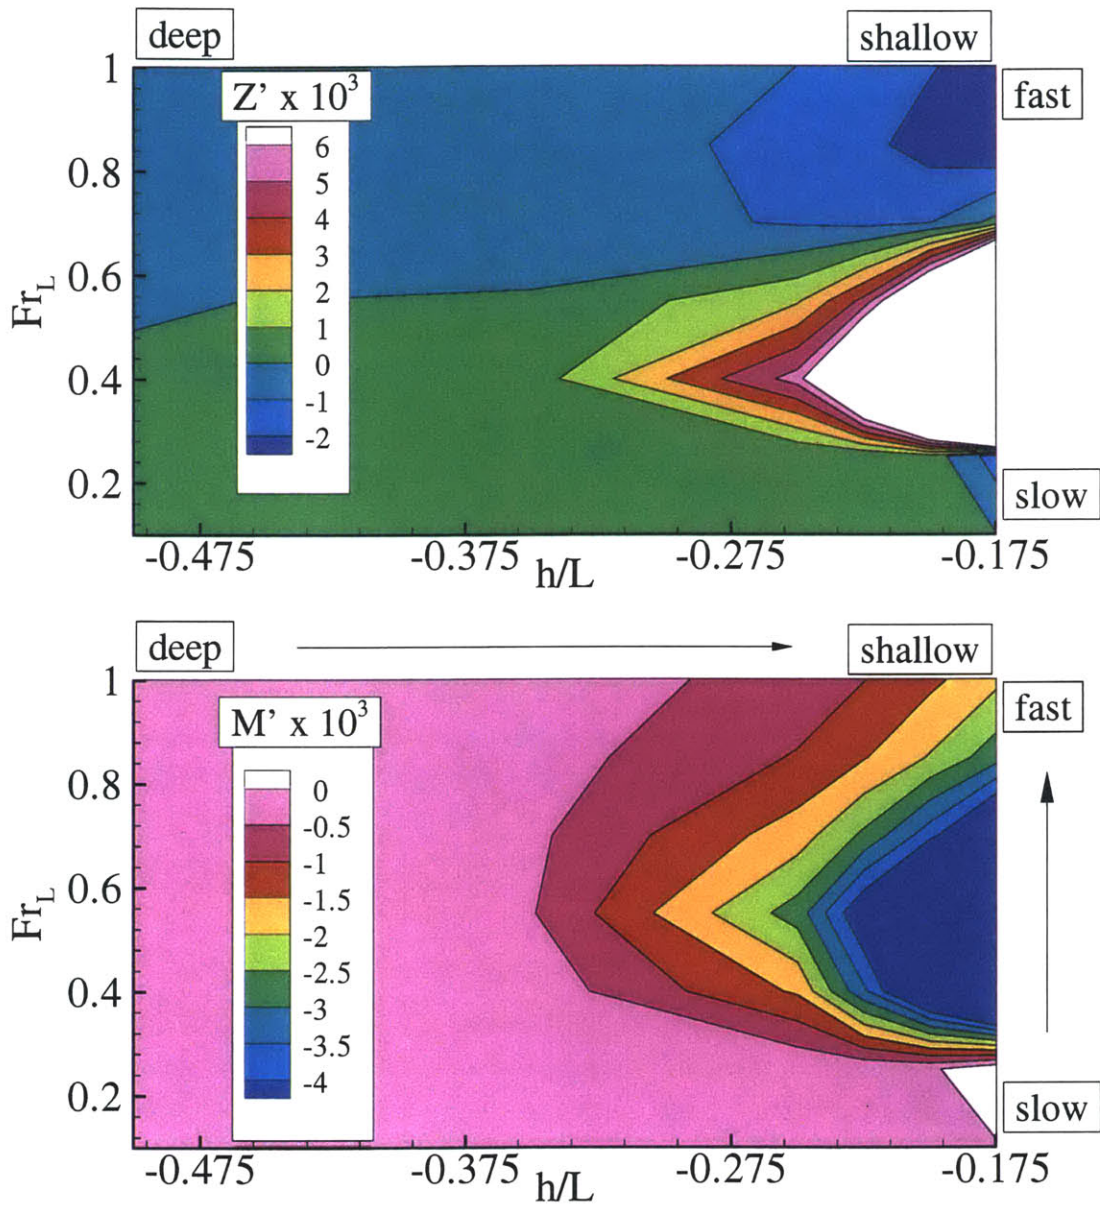 deep
shallow
1
Z' x 10³
fast
6
5
0.8
4
3
0.6
2
Fr_L
1
0
0.4
-1
-2
0.2
slow
-0.475
-0.375
-0.275
-0.175
h/L
deep
shallow
1
M' x 10³
fast
0
0.8
-0.5
-1
-1.5
0.6
-2
Fr_L
-2.5
0.4
-3
-3.5
-4
0.2
slow
-0.475
-0.375
-0.275
-0.175
h/L